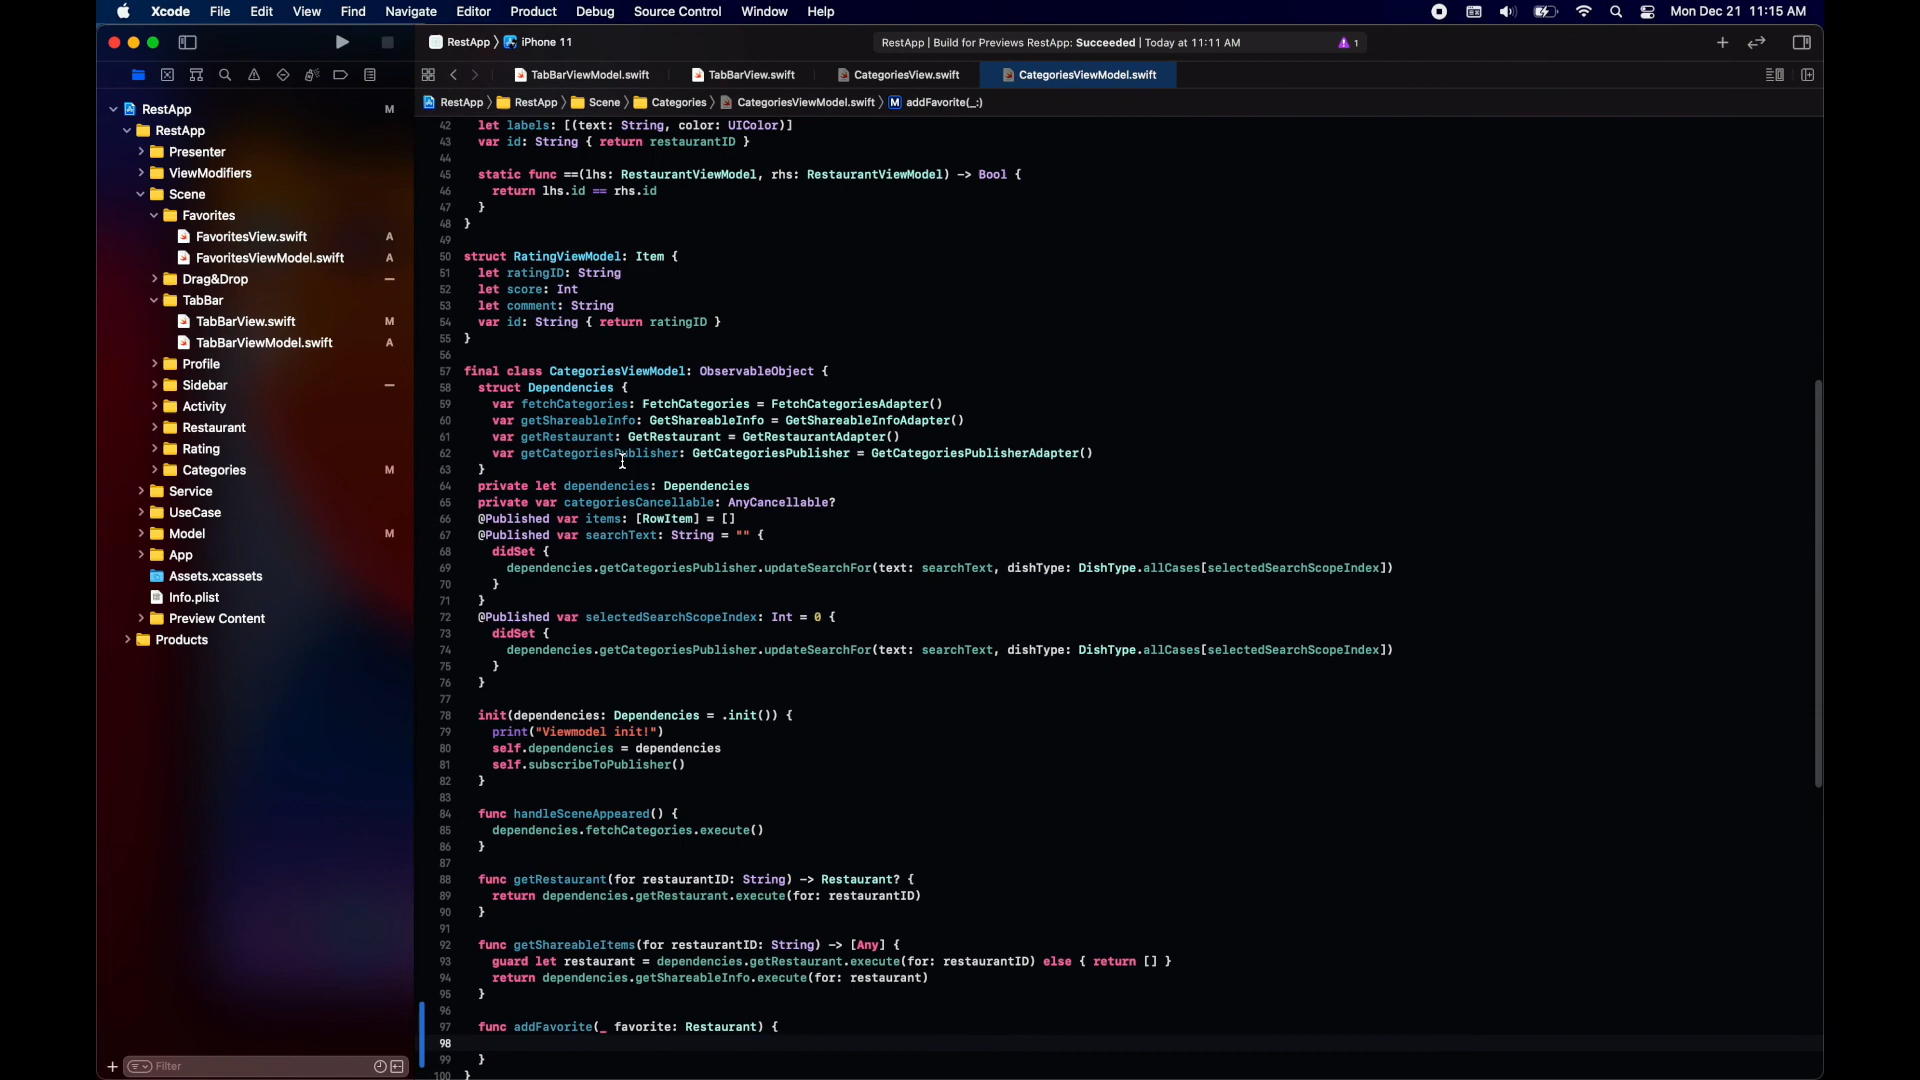 Xcode File Edit View Find Navigate Editor Product Debug Source Control Window Help Mon Dec 21 11:15 AM
RestApp iPhone 11 RestApp | Build for Previews RestApp: Succeeded | Today at 11:11 AM 1
TabBarViewModel.swift TabBarView.swift CategoriesView.swift CategoriesViewModel.swift
RestApp RestApp Scene Categories CategoriesViewModel.swift M addFavorite(_:)
RestApp M
RestApp
Presenter
ViewModifiers
Scene
Favorites
FavoritesView.swift A
FavoritesViewModel.swift A
Drag&Drop
TabBar
TabBarView.swift M
TabBarViewModel.swift A
Profile
Sidebar
Activity
Restaurant
Rating
Categories M
Service
UseCase
Model M
App
Assets.xcassets
Info.plist
Preview Content
Products
Filter
42 let labels: [(text: String, color: UIColor)]
43 var id: String { return restaurantID }
44
45 static func ==(lhs: RestaurantViewModel, rhs: RestaurantViewModel) -> Bool {
46 return lhs.id == rhs.id
47 }
48 }
49
50 struct RatingViewModel: Item {
51 let ratingID: String
52 let score: Int
53 let comment: String
54 var id: String { return ratingID }
55 }
56
57 final class CategoriesViewModel: ObservableObject {
58 struct Dependencies {
59 var fetchCategories: FetchCategories = FetchCategoriesAdapter()
60 var getShareableInfo: GetShareableInfo = GetShareableInfoAdapter()
61 var getRestaurant: GetRestaurant = GetRestaurantAdapter()
62 var getCategoriesPublisher: GetCategoriesPublisher = GetCategoriesPublisherAdapter()
63 }
64 private let dependencies: Dependencies
65 private var categoriesCancellable: AnyCancellable?
66 @Published var items: [RowItem] = []
67 @Published var searchText: String = "" {
68 didSet {
69 dependencies.getCategoriesPublisher.updateSearchFor(text: searchText, dishType: DishType.allCases[selectedSearchScopeIndex])
70 }
71 }
72 @Published var selectedSearchScopeIndex: Int = 0 {
73 didSet {
74 dependencies.getCategoriesPublisher.updateSearchFor(text: searchText, dishType: DishType.allCases[selectedSearchScopeIndex])
75 }
76 }
77
78 init(dependencies: Dependencies = .init()) {
79 print("Viewmodel init!")
80 self.dependencies = dependencies
81 self.subscribeToPublisher()
82 }
83
84 func handleSceneAppeared() {
85 dependencies.fetchCategories.execute()
86 }
87
88 func getRestaurant(for restaurantID: String) -> Restaurant? {
89 return dependencies.getRestaurant.execute(for: restaurantID)
90 }
91
92 func getShareableItems(for restaurantID: String) -> [Any] {
93 guard let restaurant = dependencies.getRestaurant.execute(for: restaurantID) else { return [] }
94 return dependencies.getShareableInfo.execute(for: restaurant)
95 }
96
97 func addFavorite(_ favorite: Restaurant) {
98
99 }
100 }